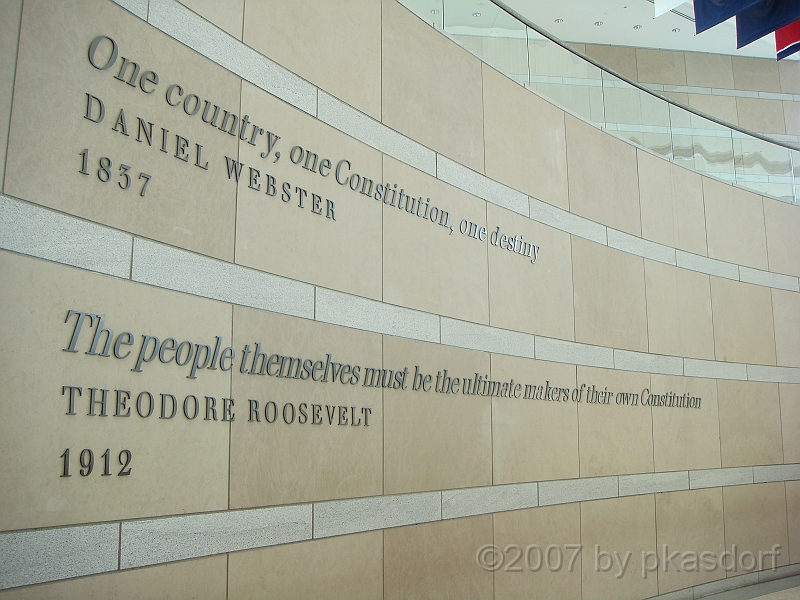 One country, one Constitution, one destiny
DANIEL WEBSTER
1837
The people themselves must be the ultimate makers of their own Constitution
THEODORE ROOSEVELT
1912
©2007 by pkasdorf